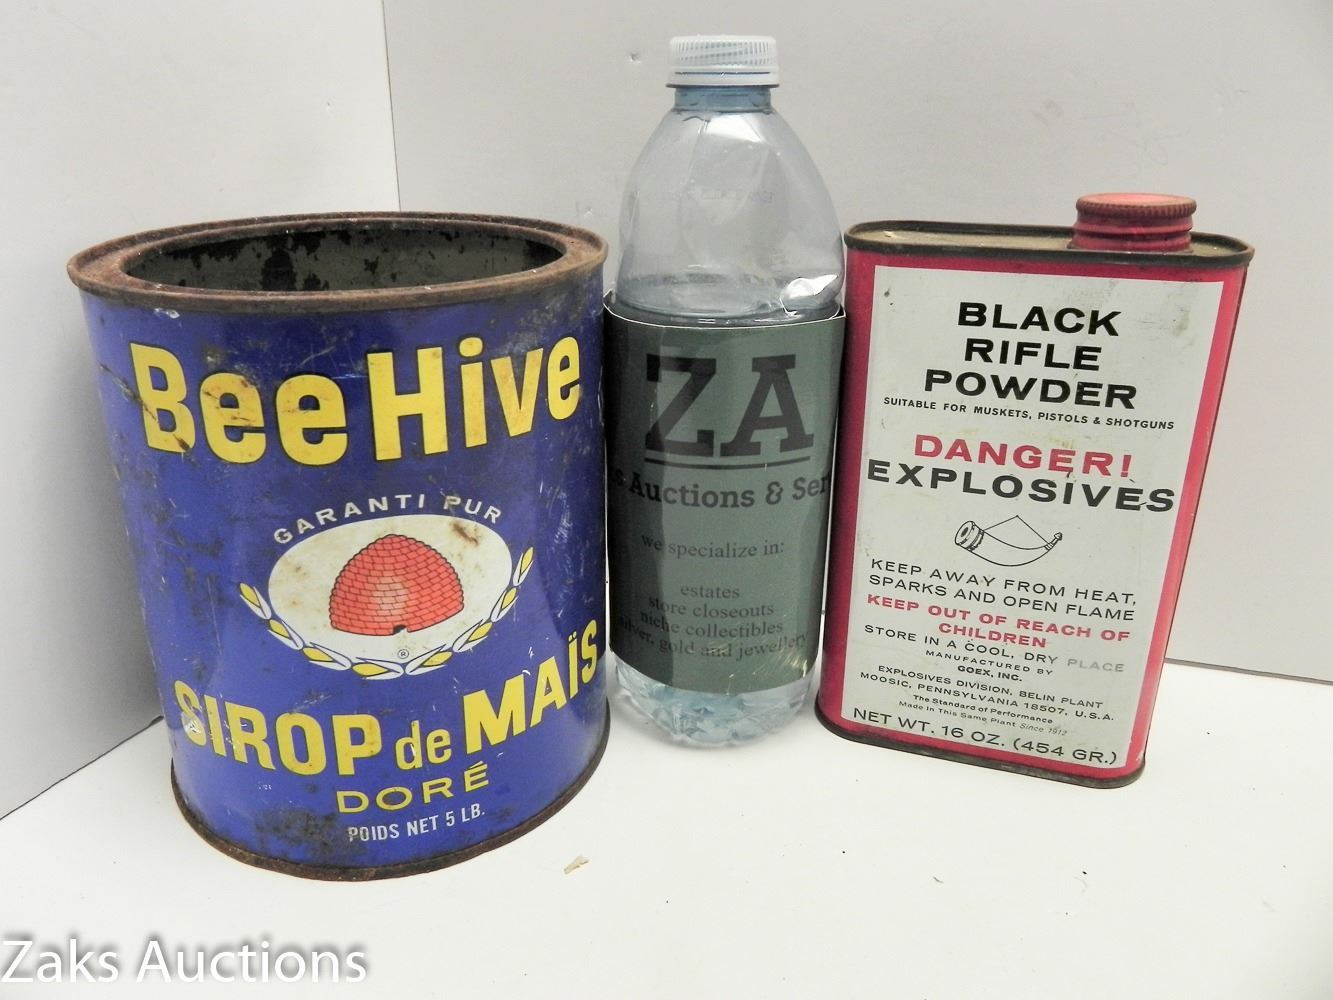 BeeHive
GARANTI PUR
®
SIROP de MAÏS
DORÉ
POIDS NET 5 LB.
ZA
s Auctions & Ser
we specialize in:
estates
store closeouts
niche collectibles
silver, gold and jewellery
BLACK
RIFLE
POWDER
SUITABLE FOR MUSKETS, PISTOLS & SHOTGUNS
DANGER!
EXPLOSIVES
KEEP AWAY FROM HEAT,
SPARKS AND OPEN FLAME
KEEP OUT OF REACH OF
CHILDREN
STORE IN A COOL, DRY PLACE
MANUFACTURED BY
GOEX, INC.
EXPLOSIVES DIVISION, BELIN PLANT
MOOSIC, PENNSYLVANIA 18507, U.S.A.
The Standard of Performance
Made In This Same Plant Since 1912
NET WT. 16 OZ. (454 GR.)
Zaks Auctions